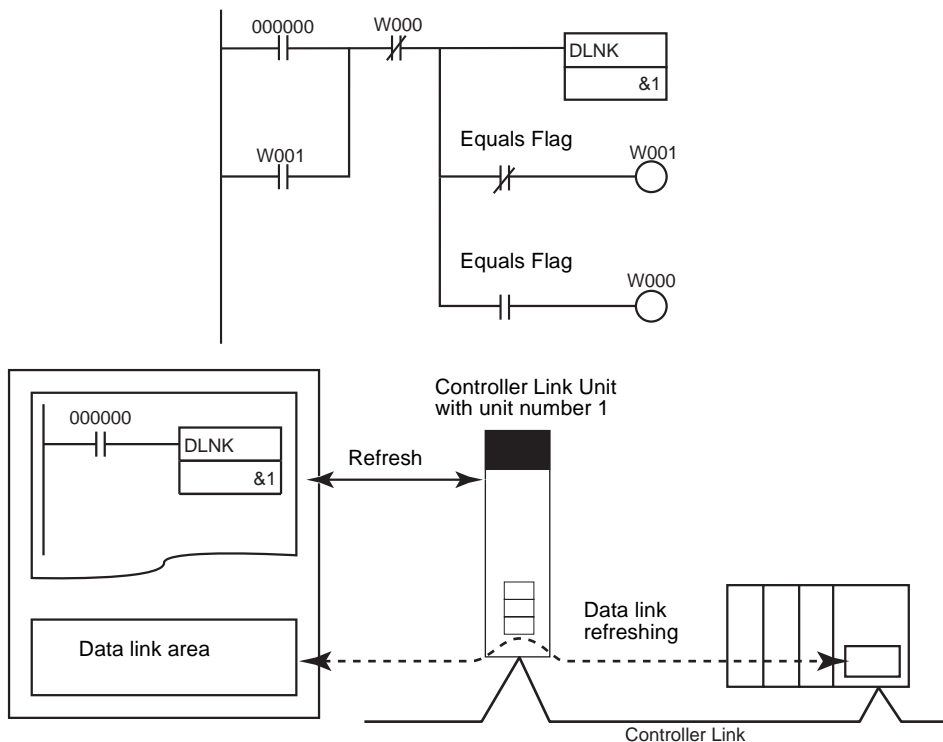 000000
W000
DLNK
&1
W001
Equals Flag
W001
Equals Flag
W000
Controller Link Unit
with unit number 1
000000
DLNK
&1
Refresh
Data link area
Data link
refreshing
Controller Link